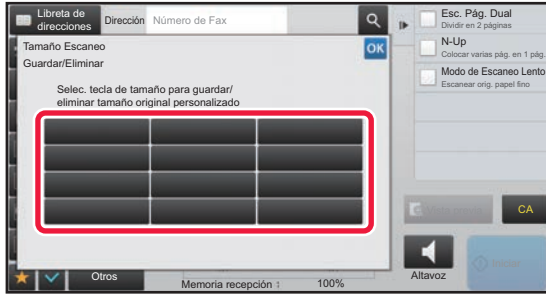 Libreta de
direcciones
Dirección
Número de Fax
Tamaño Escaneo
OK
Guardar/Eliminar
Selec. tecla de tamaño para guardar/
eliminar tamaño original personalizado
Otros
Memoria recepción :
100%
Esc. Pág. Dual
Dividir en 2 páginas
N-Up
Colocar varias pág. en 1 pág.
Modo de Escaneo Lento
Escanear orig. papel fino
CA
Altavoz